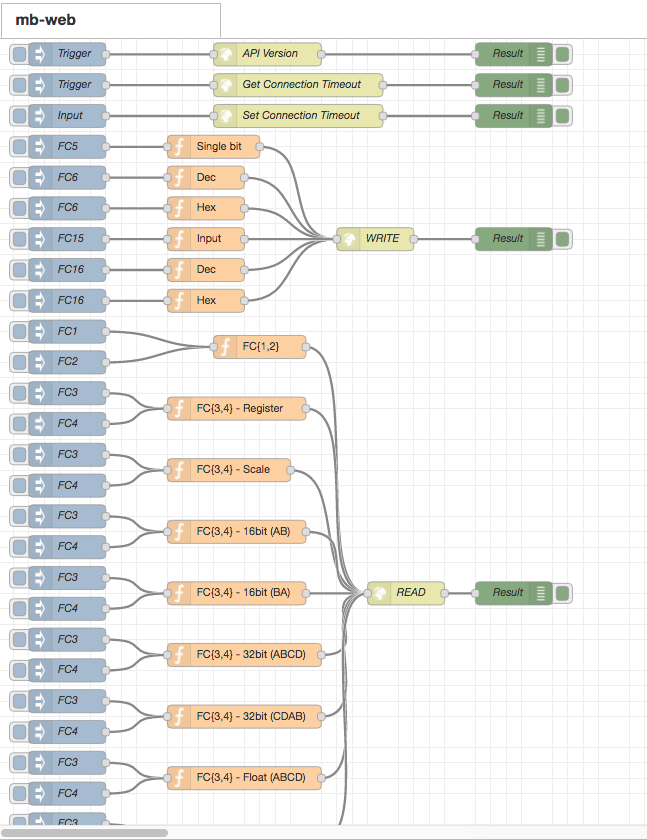 mb-web
Trigger API Version Result
Trigger Get Connection Timeout Result
Input Set Connection Timeout Result
FC5 Single bit
FC6 Dec
FC6 Hex
FC15 Input WRITE Result
FC16 Dec
FC16 Hex
FC1
FC{1,2}
FC2
FC3
FC{3,4} - Register
FC4
FC3
FC{3,4} - Scale
FC4
FC3
FC{3,4} - 16bit (AB)
FC4
FC3
FC{3,4} - 16bit (BA) READ Result
FC4
FC3
FC{3,4} - 32bit (ABCD)
FC4
FC3
FC{3,4} - 32bit (CDAB)
FC4
FC3
FC{3,4} - Float (ABCD)
FC4
FC3